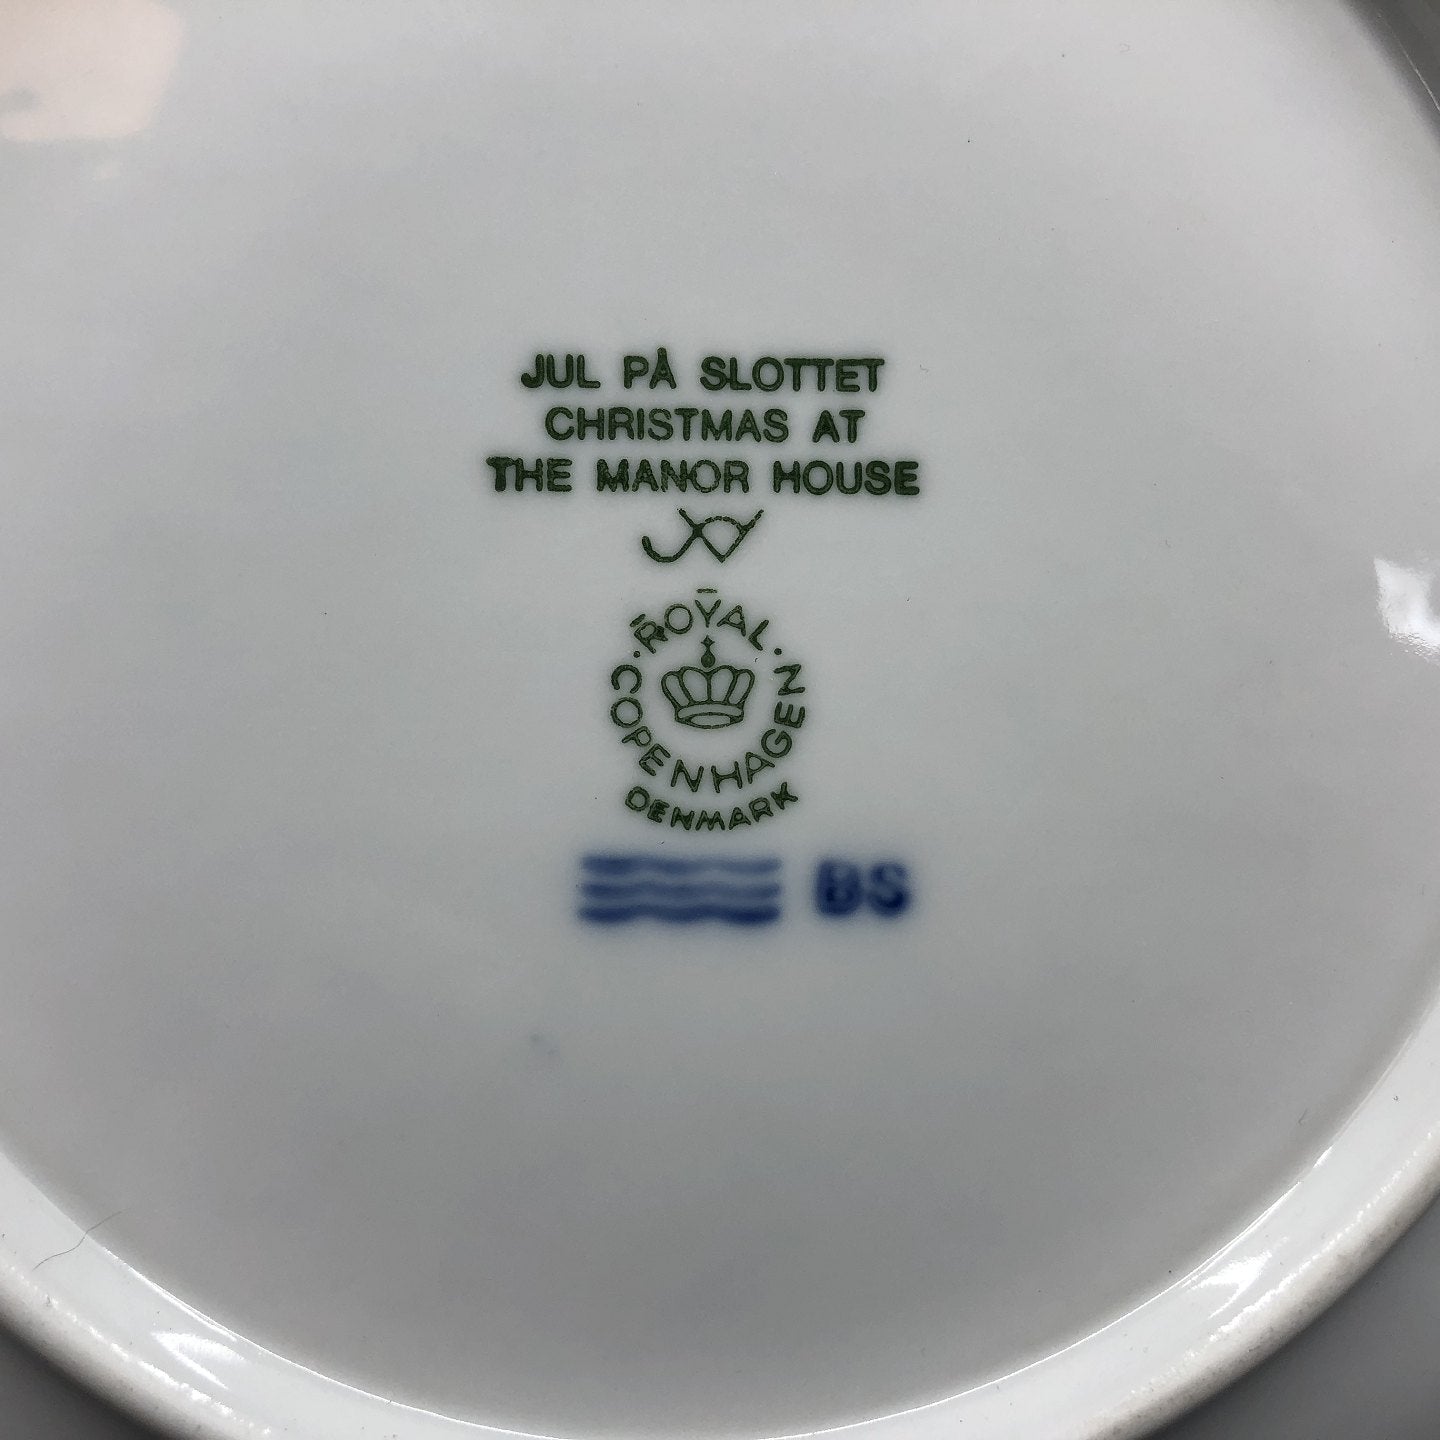 JUL PÅ SLOTTET
CHRISTMAS AT
THE MANOR HOUSE
ROYAL
COPENHAGEN
DENMARK
BS